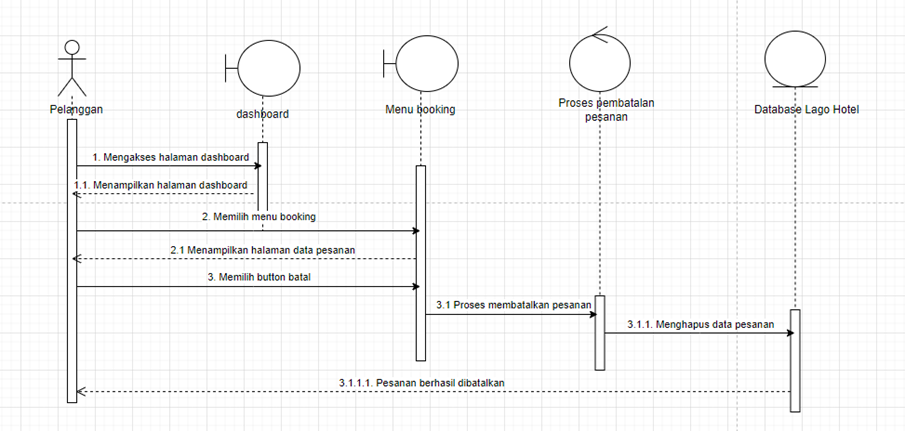 Pelanggan
dashboard
Menu booking
Proses pembatalan
pesanan
Database Lago Hotel
1. Mengakses halaman dashboard
1.1. Menampilkan halaman dashboard
2. Memilih menu booking
2.1 Menampilkan halaman data pesanan
3. Memilih button batal
3.1 Proses membatalkan pesanan
3.1.1. Menghapus data pesanan
3.1.1.1. Pesanan berhasil dibatalkan